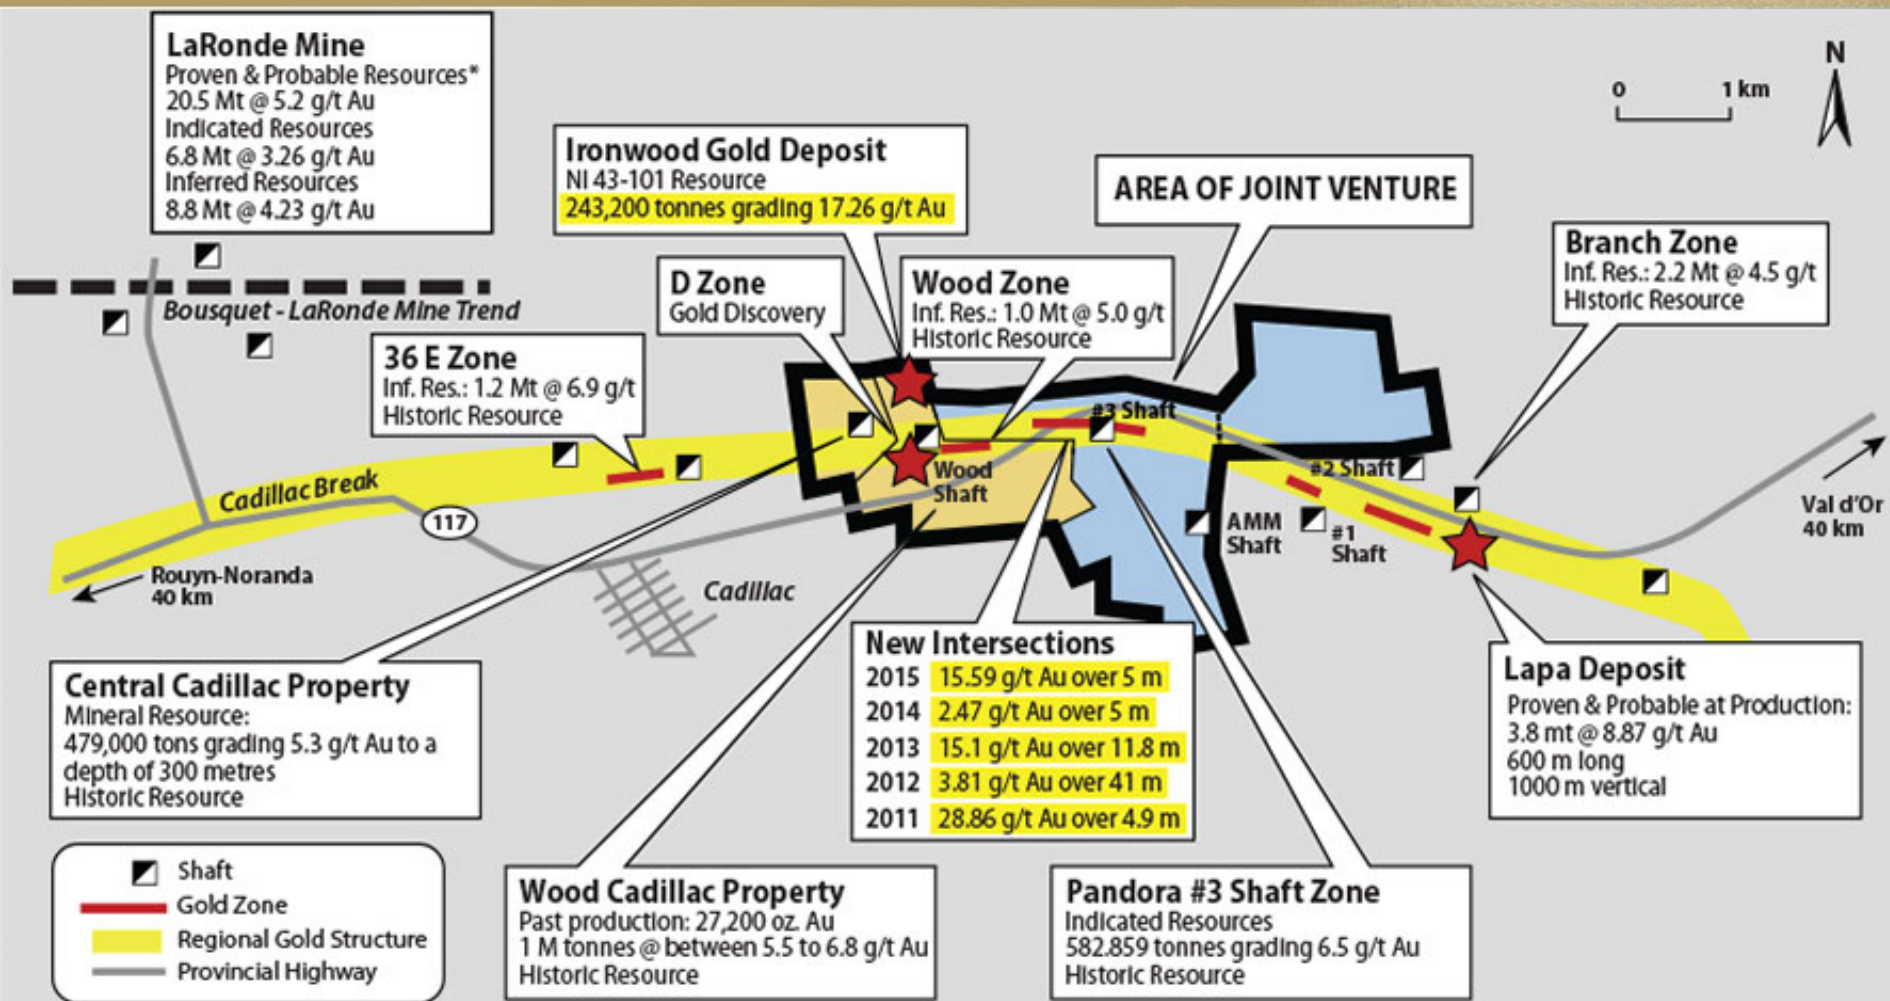 LaRonde Mine
Proven & Probable Resources*
20.5 Mt @ 5.2 g/t Au
Indicated Resources
6.8 Mt @ 3.26 g/t Au
Inferred Resources
8.8 Mt @ 4.23 g/t Au
0 1 km
N
Ironwood Gold Deposit
NI 43-101 Resource
243,200 tonnes grading 17.26 g/t Au
AREA OF JOINT VENTURE
Branch Zone
Inf. Res.: 2.2 Mt @ 4.5 g/t
Historic Resource
D Zone
Gold Discovery
Wood Zone
Inf. Res.: 1.0 Mt @ 5.0 g/t
Historic Resource
Bousquet - LaRonde Mine Trend
36 E Zone
Inf. Res.: 1.2 Mt @ 6.9 g/t
Historic Resource
#3 Shaft
Wood
Shaft
#2 Shaft
Cadillac Break
117
AMM
Shaft
#1
Shaft
Val d'Or
40 km
Rouyn-Noranda
40 km
Cadillac
Central Cadillac Property
Mineral Resource:
479,000 tons grading 5.3 g/t Au to a
depth of 300 metres
Historic Resource
New Intersections
2015 15.59 g/t Au over 5 m
2014 2.47 g/t Au over 5 m
2013 15.1 g/t Au over 11.8 m
2012 3.81 g/t Au over 41 m
2011 28.86 g/t Au over 4.9 m
Lapa Deposit
Proven & Probable at Production:
3.8 mt @ 8.87 g/t Au
600 m long
1000 m vertical
Shaft
Gold Zone
Regional Gold Structure
Provincial Highway
Wood Cadillac Property
Past production: 27,200 oz. Au
1 M tonnes @ between 5.5 to 6.8 g/t Au
Historic Resource
Pandora #3 Shaft Zone
Indicated Resources
582.859 tonnes grading 6.5 g/t Au
Historic Resource